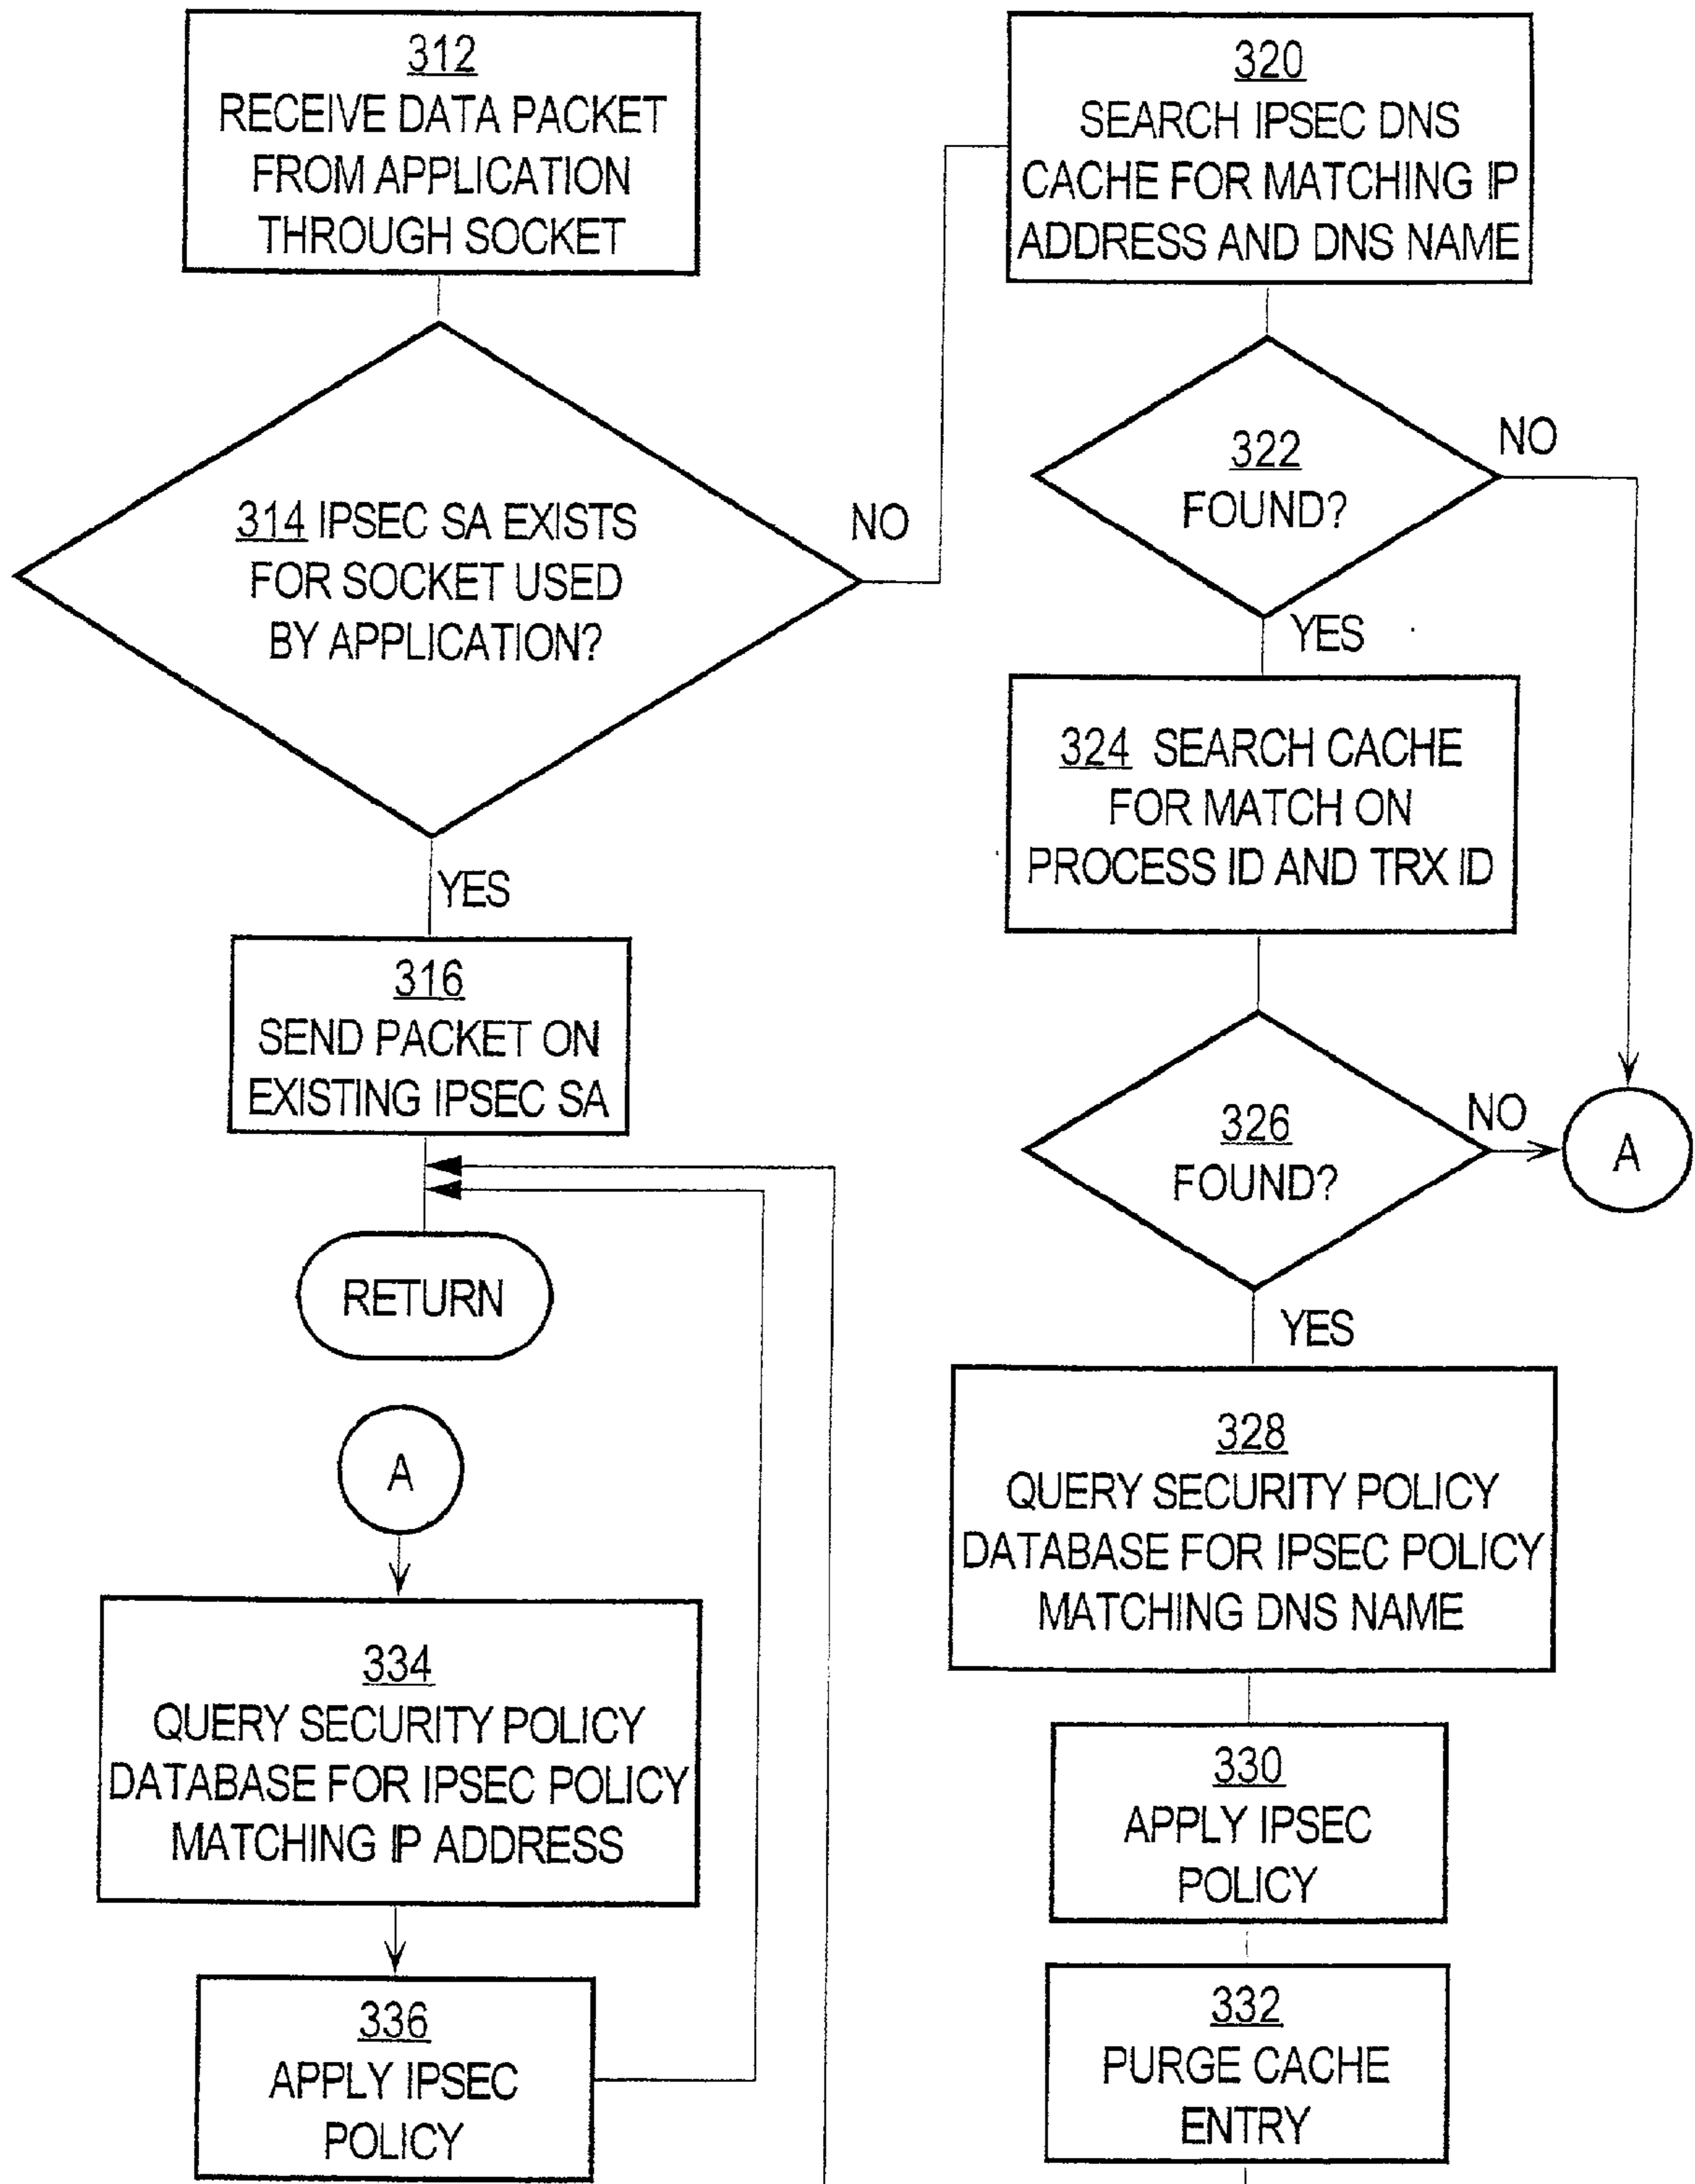 312
RECEIVE DATA PACKET
FROM APPLICATION
THROUGH SOCKET
314 IPSEC SA EXISTS
FOR SOCKET USED
BY APPLICATION?
NO
YES
316
SEND PACKET ON
EXISTING IPSEC SA
RETURN
A
334
QUERY SECURITY POLICY
DATABASE FOR IPSEC POLICY
MATCHING IP ADDRESS
336
APPLY IPSEC
POLICY
320
SEARCH IPSEC DNS
CACHE FOR MATCHING IP
ADDRESS AND DNS NAME
322
FOUND?
NO
YES
324 SEARCH CACHE
FOR MATCH ON
PROCESS ID AND TRX ID
326
FOUND?
NO
A
YES
328
QUERY SECURITY POLICY
DATABASE FOR IPSEC POLICY
MATCHING DNS NAME
330
APPLY IPSEC
POLICY
332
PURGE CACHE
ENTRY